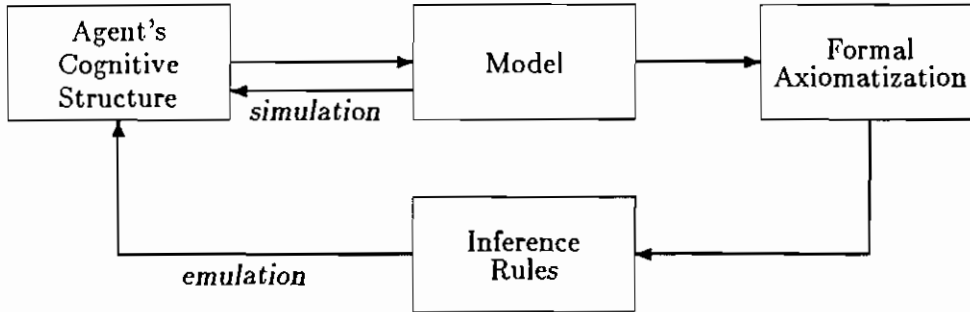 Agent's
Cognitive
Structure
Model
Formal
Axiomatization
simulation
Inference
Rules
emulation